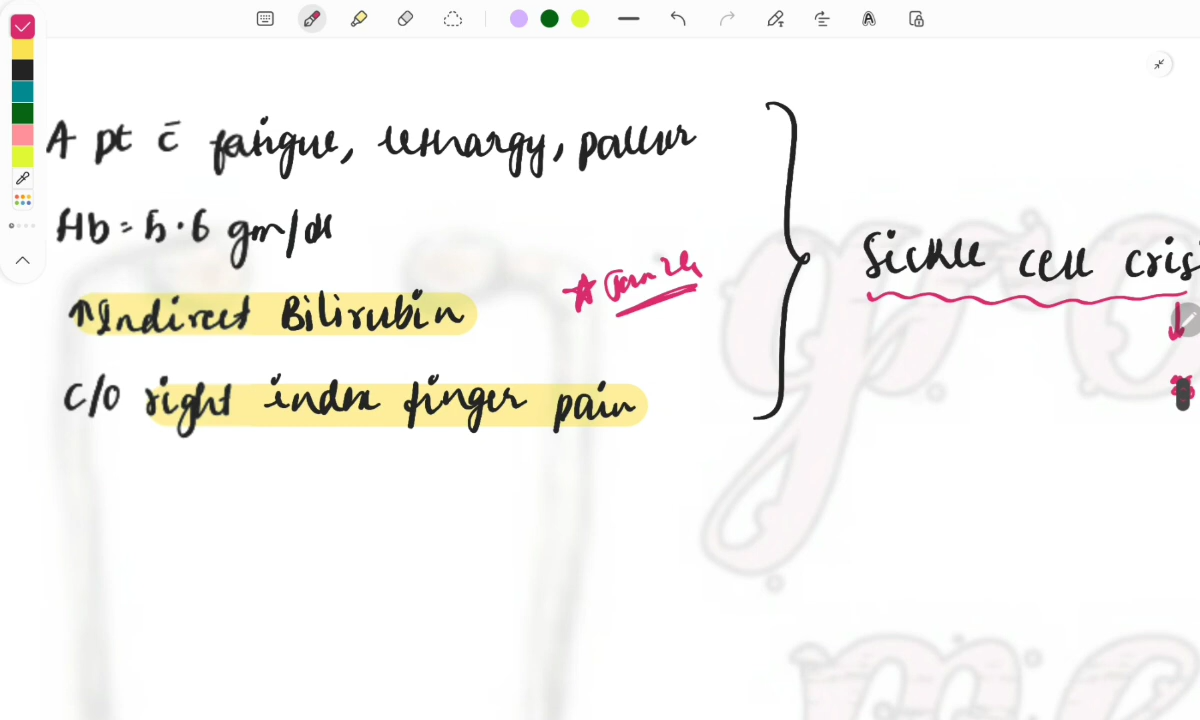 A pt c̄ fatigue, lethargy, pallor
Hb = 5.6 gm/dl
↑Indirect Bilirubin
C/O right index finger pain
Sickle cell cris